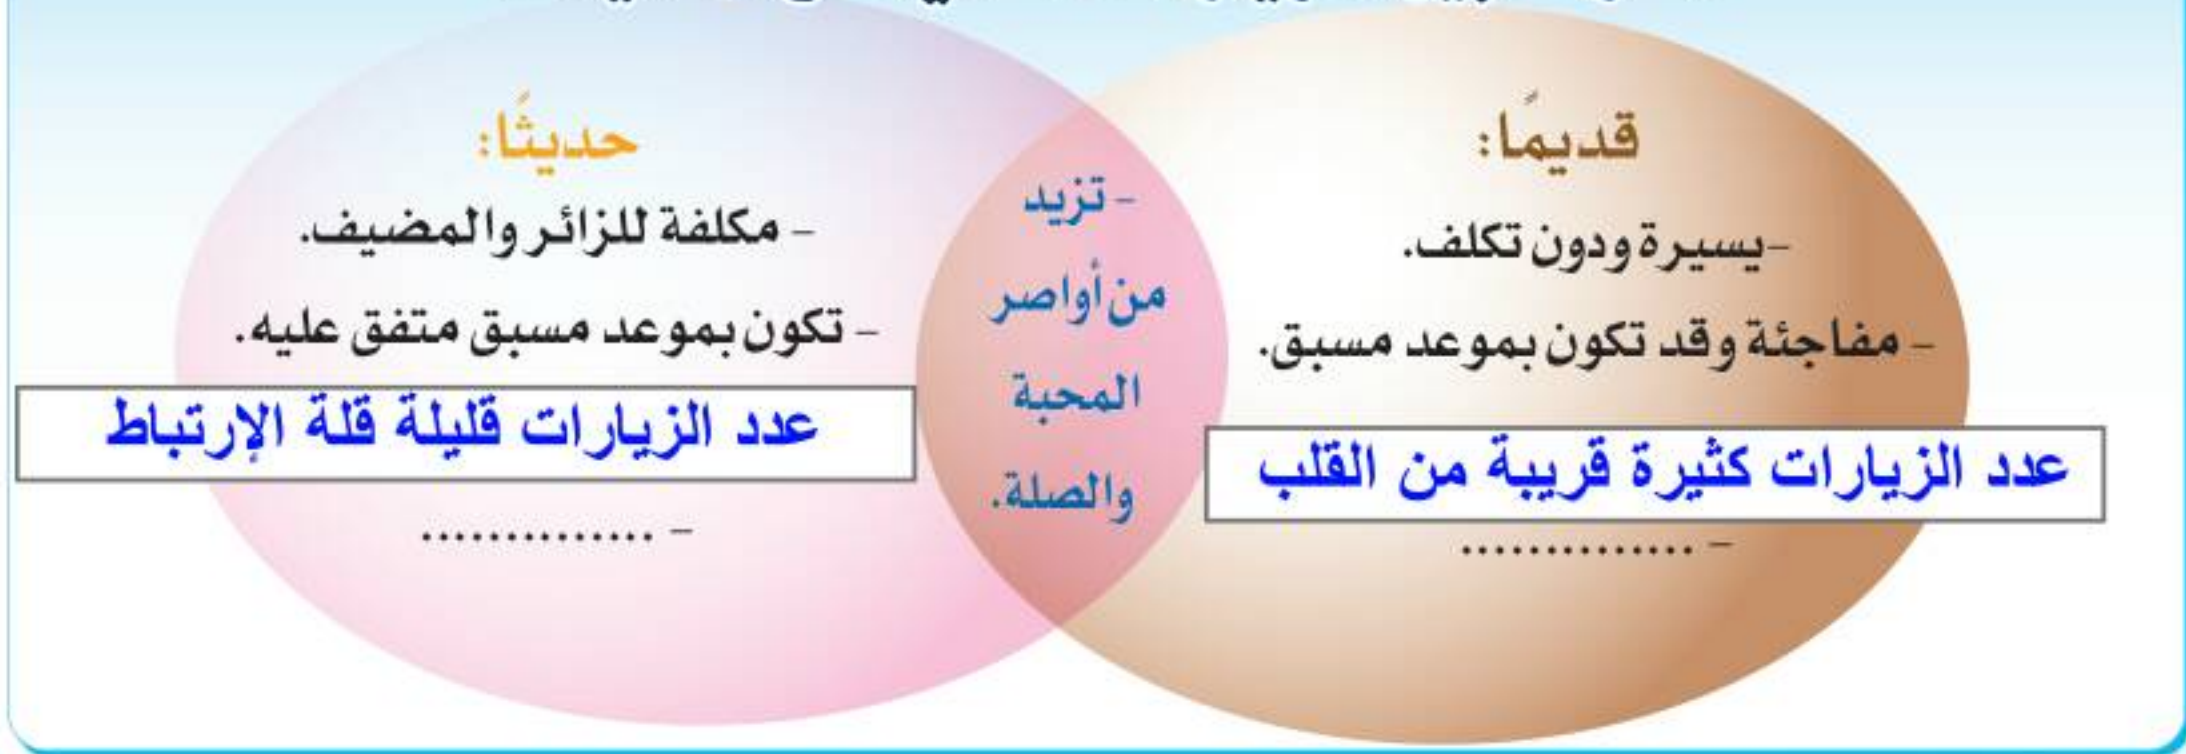 قديمًا:
-يسيرة ودون تكلف.
- مفاجئة وقد تكون بموعد مسبق.
عدد الزيارات كثيرة قريبة من القلب
- ..............
- تزيد
من أواصر
المحبة
والصلة.
حديثًا:
- مكلفة للزائر والمضيف.
- تكون بموعد مسبق متفق عليه.
عدد الزيارات قليلة قلة الإرتباط
- ..............